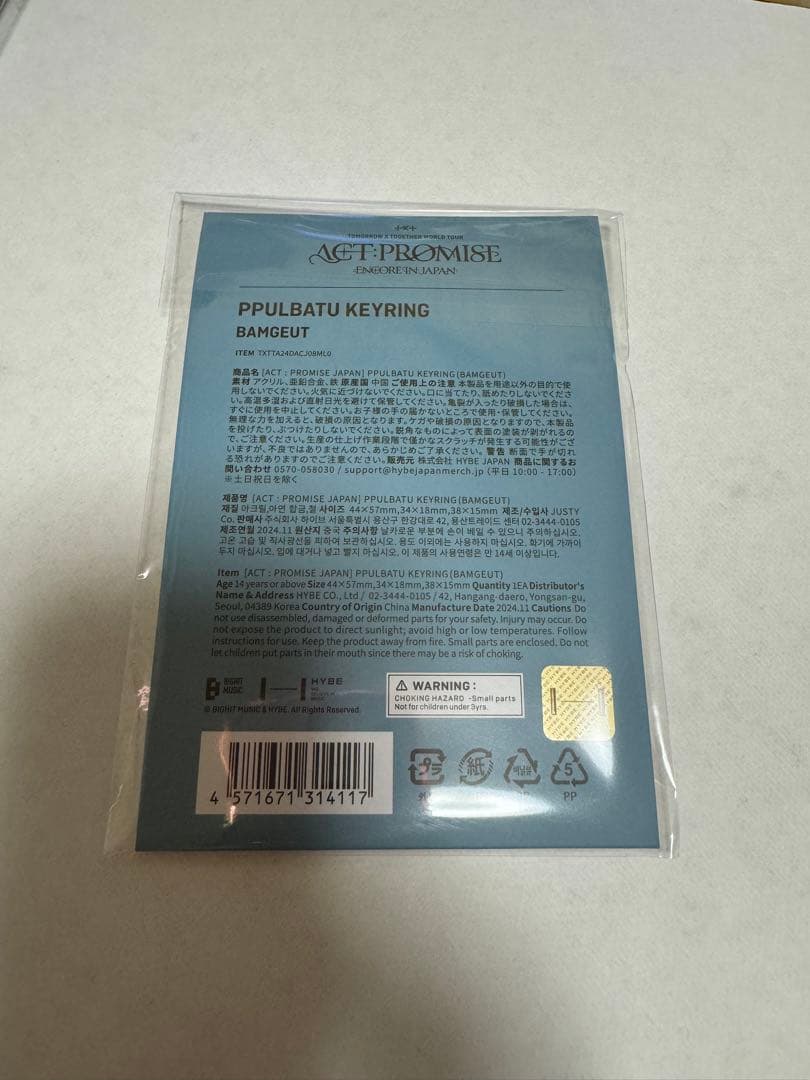 TOMORROW X TOGETHER WORLD TOUR
ACT : PROMISE
ENCORE IN JAPAN
PPULBATU KEYRING
BAMGEUT
ITEM TXTTA24DACJ08ML0
商品名 [ACT : PROMISE JAPAN] PPULBATU KEYRING(BAMGEUT)
素材 アクリル、亜鉛合金、鉄 原産国 中国 ご使用上の注意 本製品を用途以外の目的で使
用しないでください。火気に近づけないでください。口に当たり、舐めたりしないでくださ
い。高温多湿および直射日光を避けて保管してください。亀裂が入ったり破損した場合は、
すぐに使用を中止してください。お子様の手の届かないところで使用・保管してください。
無理な力を加えると、破損の原因となります。ケガや破損の原因となりますので、本製品
を投げたり、ぶつけたりしないでください。鋭角なものによって表面の塗装が剥がれるの
で、ご注意ください。生産の仕上げ作業段階で僅かなスクラッチが発生する可能性がござ
いますが、不良ではありませんので、あらかじめご了承ください。 警告 断面で手が切れ
る恐れがありますのでご注意ください。 販売元 株式会社 HYBE JAPAN 商品に関するお
問い合わせ 0570-058030 / support@hybejapanmerch.jp (平日 10:00 - 17:00)
※土日祝日を除く
제품명 [ACT : PROMISE JAPAN] PPULBATU KEYRING(BAMGEUT)
재질 아크릴,아연 합금,철 사이즈 44×57mm,34×18mm,38×15mm 제조/수입사 JUSTY
Co. 판매사 주식회사 하이브 서울특별시 용산구 한강대로 42, 용산트레이드 센터 02-3444-0105
제조연월 2024.11 원산지 중국 주의사항 날카로운 부분에 손이 베일 수 있으니 주의하십시오.
고온 고습 및 직사광선을 피하여 보관하십시오. 용도 이외에는 사용하지 마십시오. 화기에 가까이
두지 마십시오. 입에 대거나 넣고 빨지 마십시오. 이 제품의 사용연령은 만 14세 이상입니다.
Item [ACT : PROMISE JAPAN] PPULBATU KEYRING(BAMGEUT)
Age 14 years or above Size 44×57mm,34×18mm,38×15mm Quantity 1EA Distributor's
Name & Address HYBE CO., Ltd / 02-3444-0105 / 42, Hangang-daero, Yongsan-gu,
Seoul, 04389 Korea Country of Origin China Manufacture Date 2024.11 Cautions Do
not use disassembled, damaged or deformed parts for your safety. Injury may occur. Do
not expose the product to direct sunlight; avoid high or low temperatures. Follow
instructions for use. Keep the product away from fire. Small parts are enclosed. Do not
let children put parts in their mouth since there may be a risk of choking.
BIGHIT MUSIC HYBE
© BIGHIT MUSIC & HYBE. All Rights Reserved.
⚠ WARNING :
CHOKING HAZARD -Small parts
Not for children under 3yrs.
4 571671 314117
プラ 紙 비닐류 5
PP